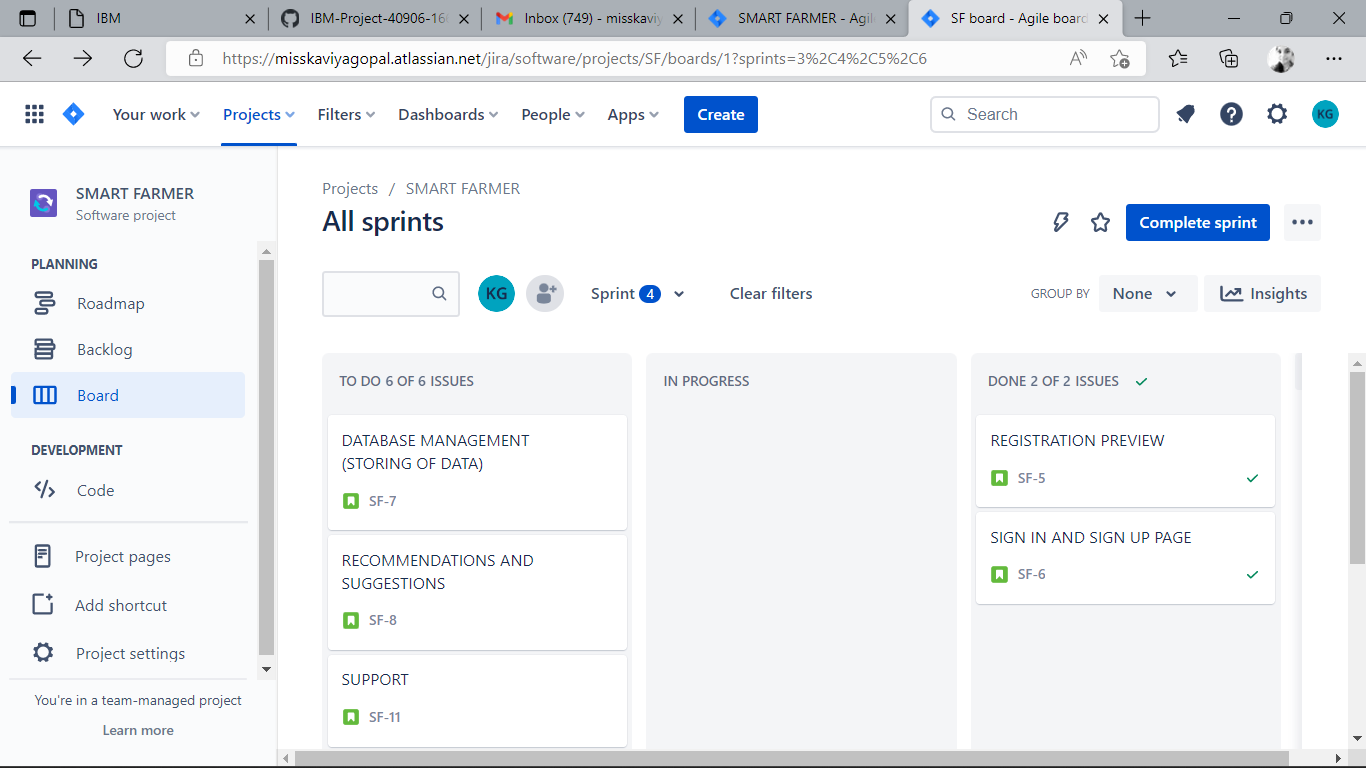 IBM
IBM-Project-40906-16
Inbox (749) - misskaviy
SMART FARMER - Agil
SF board - Agile board
https://misskaviyagopal.atlassian.net/jira/software/projects/SF/boards/1?sprints=3%2C4%2C5%2C6
Your work
Projects
Filters
Dashboards
People
Apps
Create
Search
KG
SMART FARMER
Software project
PLANNING
Roadmap
Backlog
Board
DEVELOPMENT
Code
Project pages
Add shortcut
Project settings
You're in a team-managed project
Learn more
Projects / SMART FARMER
All sprints
Complete sprint
KG
Sprint 4
Clear filters
GROUP BY
None
Insights
TO DO 6 OF 6 ISSUES
DATABASE MANAGEMENT
(STORING OF DATA)
SF-7
RECOMMENDATIONS AND
SUGGESTIONS
SF-8
SUPPORT
SF-11
IN PROGRESS
DONE 2 OF 2 ISSUES
REGISTRATION PREVIEW
SF-5
SIGN IN AND SIGN UP PAGE
SF-6